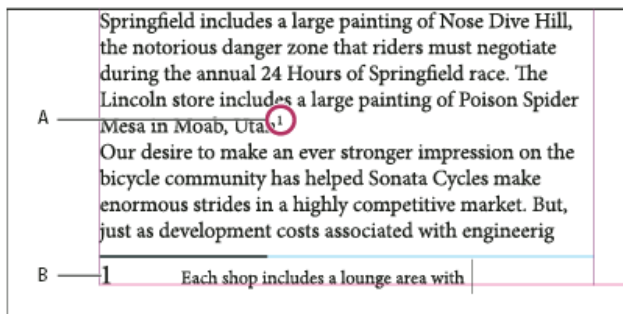 Springfield includes a large painting of Nose Dive Hill,
the notorious danger zone that riders must negotiate
during the annual 24 Hours of Springfield race. The
Lincoln store includes a large painting of Poison Spider
A Mesa in Moab, Utah¹
Our desire to make an ever stronger impression on the
bicycle community has helped Sonata Cycles make
enormous strides in a highly competitive market. But,
just as development costs associated with engineerig
B 1 Each shop includes a lounge area with